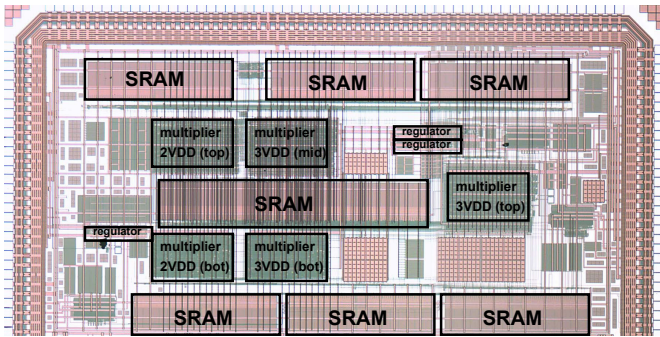 SRAM
SRAM
SRAM
multiplier
2VDD (top)
multiplier
3VDD (mid)
regulator
regulator
multiplier
3VDD (top)
SRAM
regulator
multiplier
2VDD (bot)
multiplier
3VDD (bot)
SRAM
SRAM
SRAM